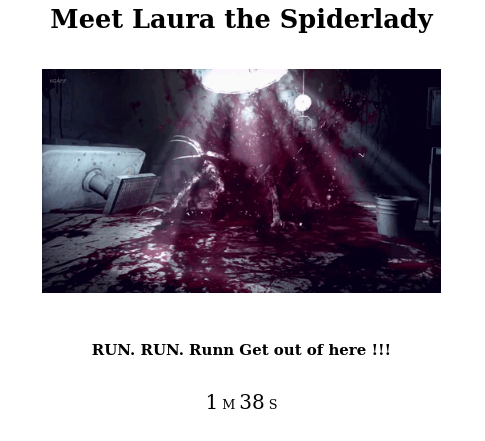 Meet Laura the Spiderlady
RUN. RUN. Runn Get out of here !!!
1 M 38 S